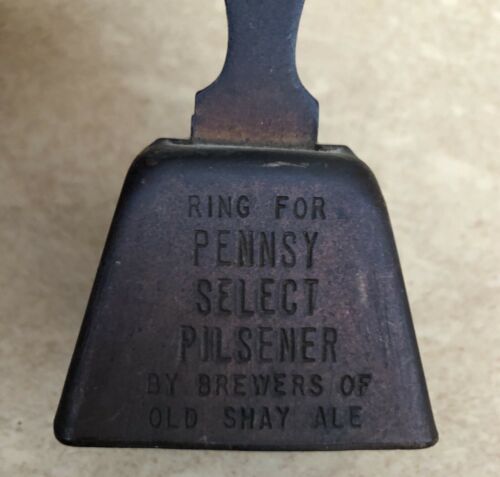 RING FOR
PENNSY
SELECT
PILSENER
BY BREWERS OF
OLD SHAY ALE